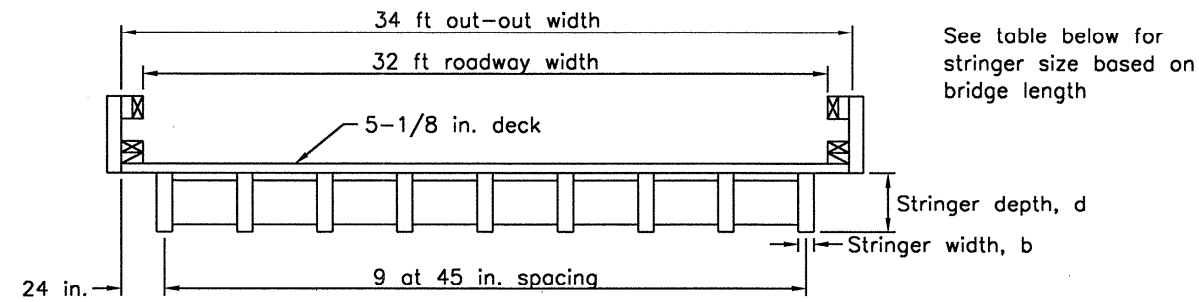 34 ft out-out width
See table below for
stringer size based on
bridge length
32 ft roadway width
5-1/8 in. deck
Stringer depth, d
Stringer width, b
9 at 45 in. spacing
24 in.